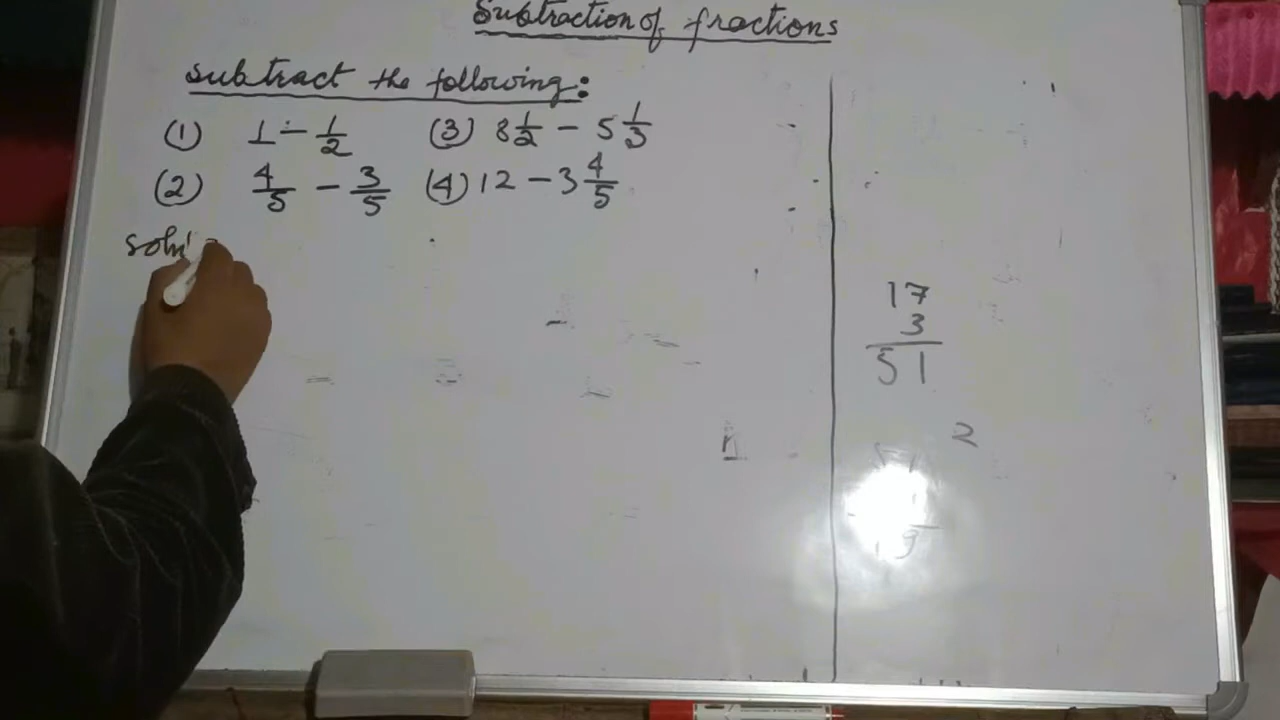 Subtraction of fractions
Subtract the following:
(1) 1 - 1/2 (3) 8 1/2 - 5 1/3
(2) 4/5 - 3/5 (4) 12 - 3 4/5
17
3
51
2